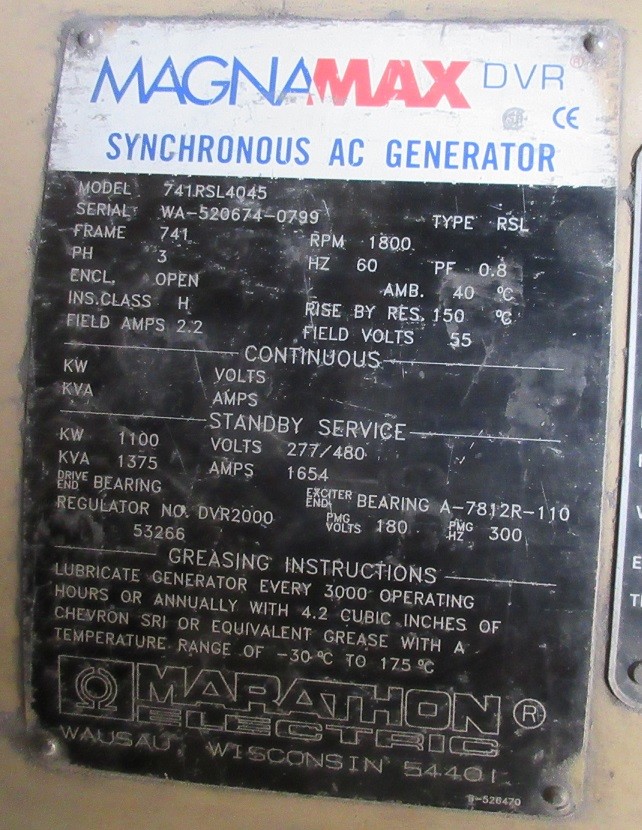 MAGNAMAX DVR ®
CE
SYNCHRONOUS AC GENERATOR
MODEL 741RSL4045
SERIAL WA-520674-0799 TYPE RSL
FRAME 741 RPM 1800
PH 3 HZ 60 PF 0.8
ENCL. OPEN AMB. 40 °C
INS.CLASS H RISE BY RES. 150 °C
FIELD AMPS 2.2 FIELD VOLTS 55
CONTINUOUS
KW VOLTS
KVA AMPS
STANDBY SERVICE
KW 1100 VOLTS 277/480
KVA 1375 AMPS 1654
DRIVE END BEARING EXCITER END BEARING A-7812R-110
REGULATOR NO. DVR2000 PMG VOLTS 180 PMG HZ 300
53266
GREASING INSTRUCTIONS
LUBRICATE GENERATOR EVERY 3000 OPERATING
HOURS OR ANNUALLY WITH 4.2 CUBIC INCHES OF
CHEVRON SRI OR EQUIVALENT GREASE WITH A
TEMPERATURE RANGE OF -30 °C TO 175 °C
MARATHON ®
ELECTRIC
WAUSAU, WISCONSIN 54401